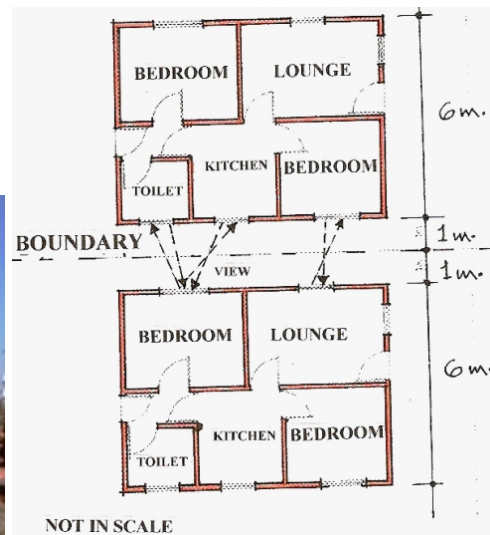 BEDROOM
LOUNGE
6m.
TOILET
KITCHEN
BEDROOM
BOUNDARY
1m.
VIEW
1m.
BEDROOM
LOUNGE
6m.
TOILET
KITCHEN
BEDROOM
NOT IN SCALE